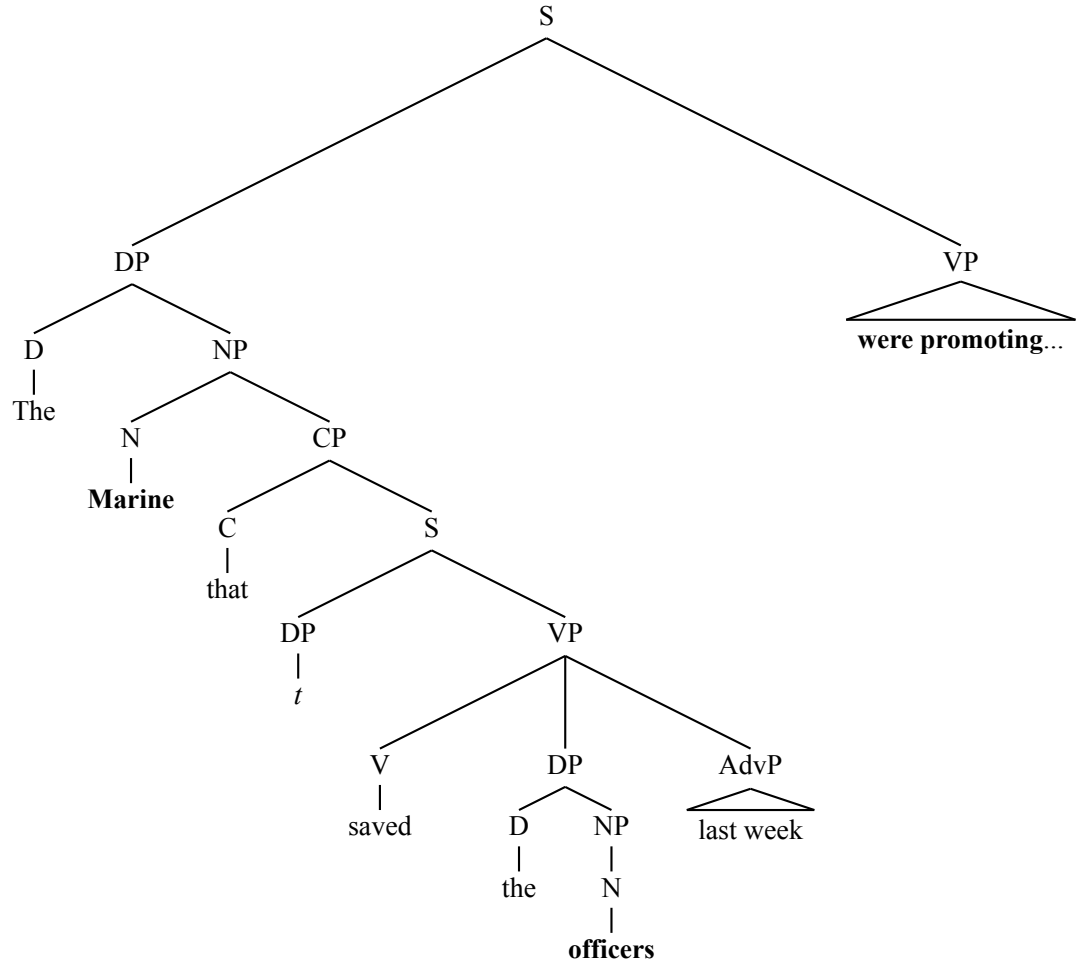 S
DP VP
were promoting...
D NP
The
N CP
Marine
C S
that
DP VP
t
V DP AdvP
saved D NP last week
the N
officers